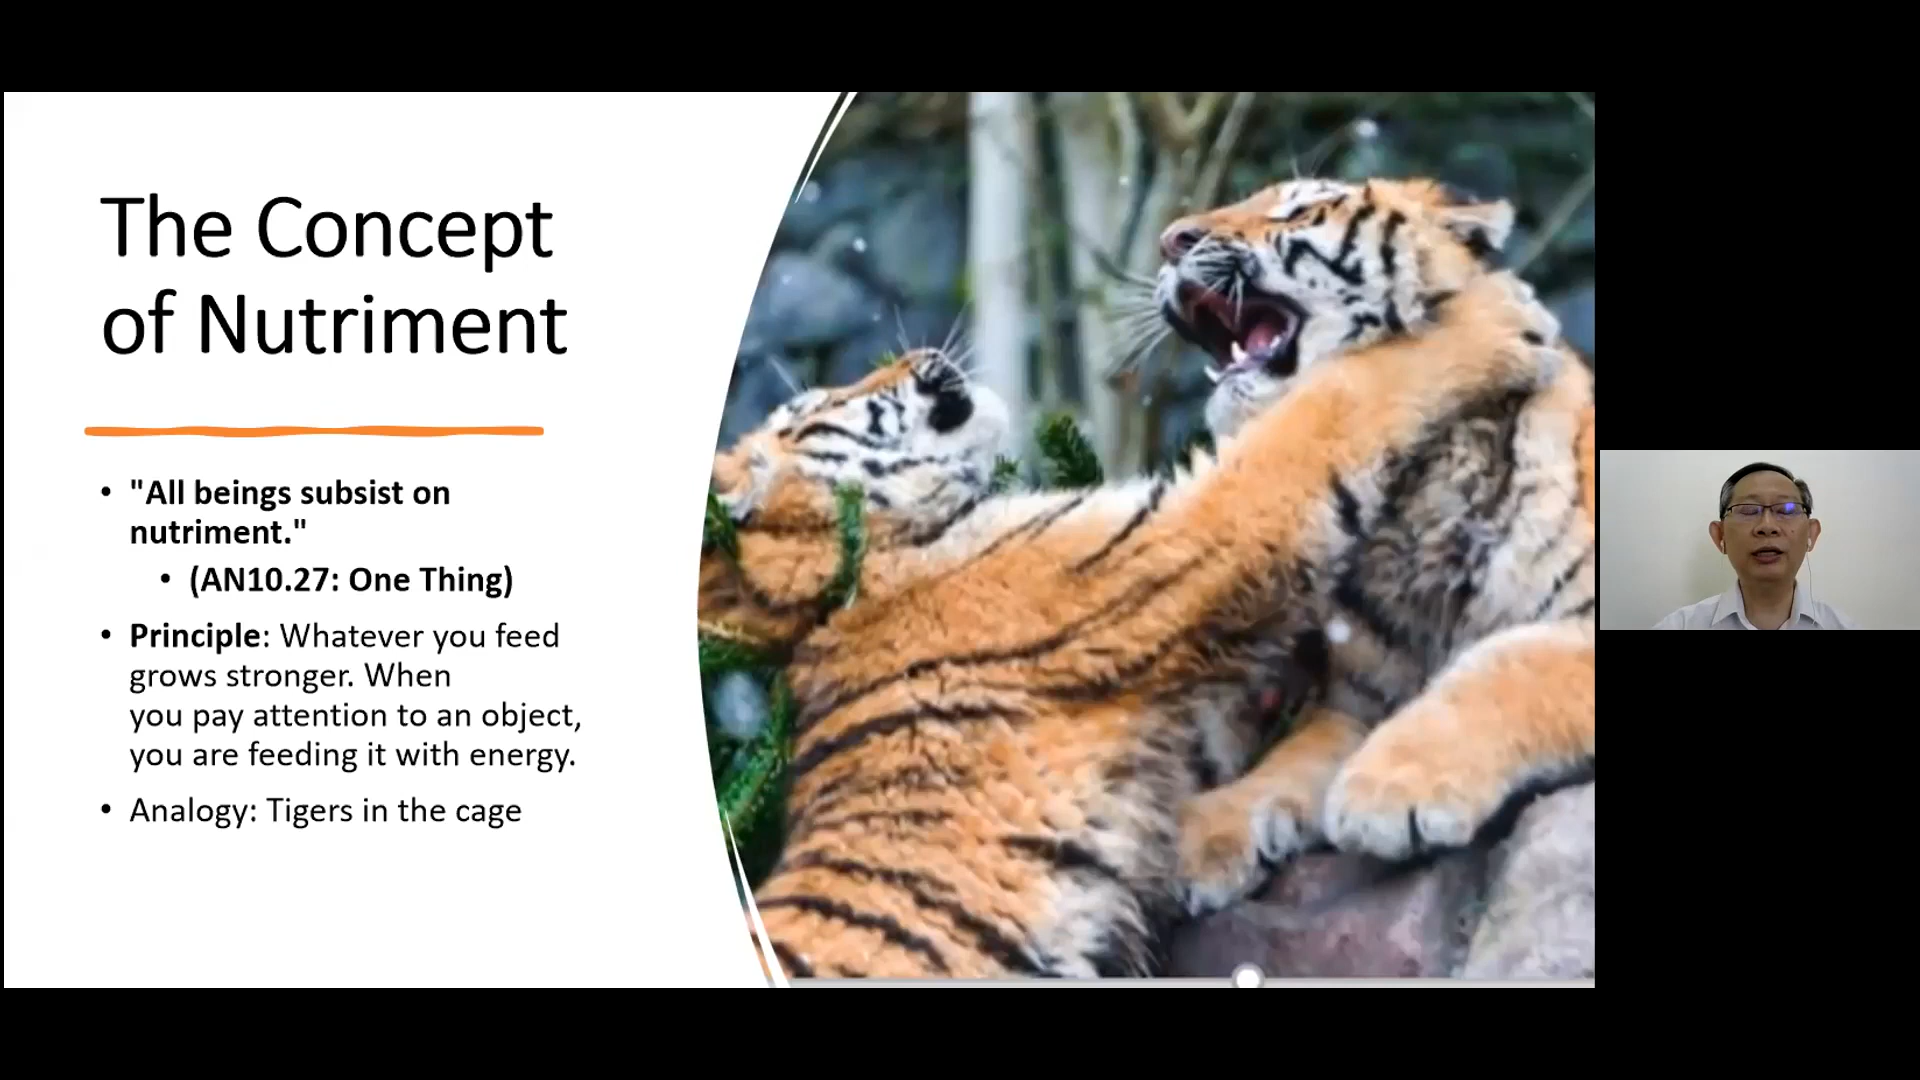 The Concept
of Nutriment
• "All beings subsist on
nutriment."
• (AN10.27: One Thing)
• Principle: Whatever you feed
grows stronger. When
you pay attention to an object,
you are feeding it with energy.
• Analogy: Tigers in the cage